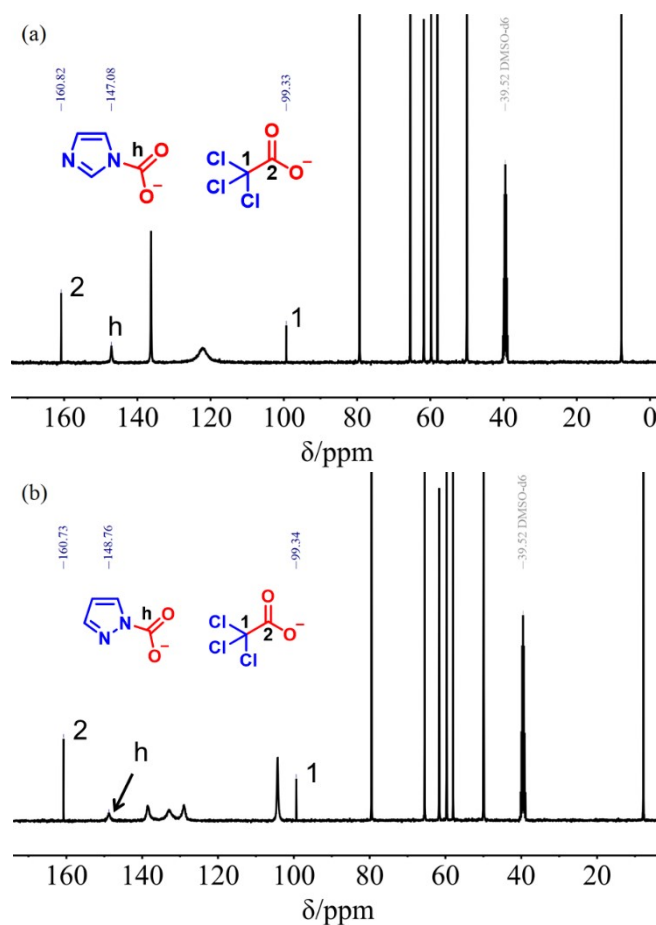 (a)
−160.82 −147.08 −99.33 −39.52 DMSO-d6
h O
N N
O−
Cl 1 O
Cl 2 O−
Cl
2
h
1
160 140 120 100 80 60 40 20 0
δ/ppm
(b)
−160.73 −148.76 −99.34 −39.52 DMSO-d6
h O
N
N O−
Cl 1 O
Cl 2 O−
Cl
2
h
1
160 140 120 100 80 60 40 20
δ/ppm